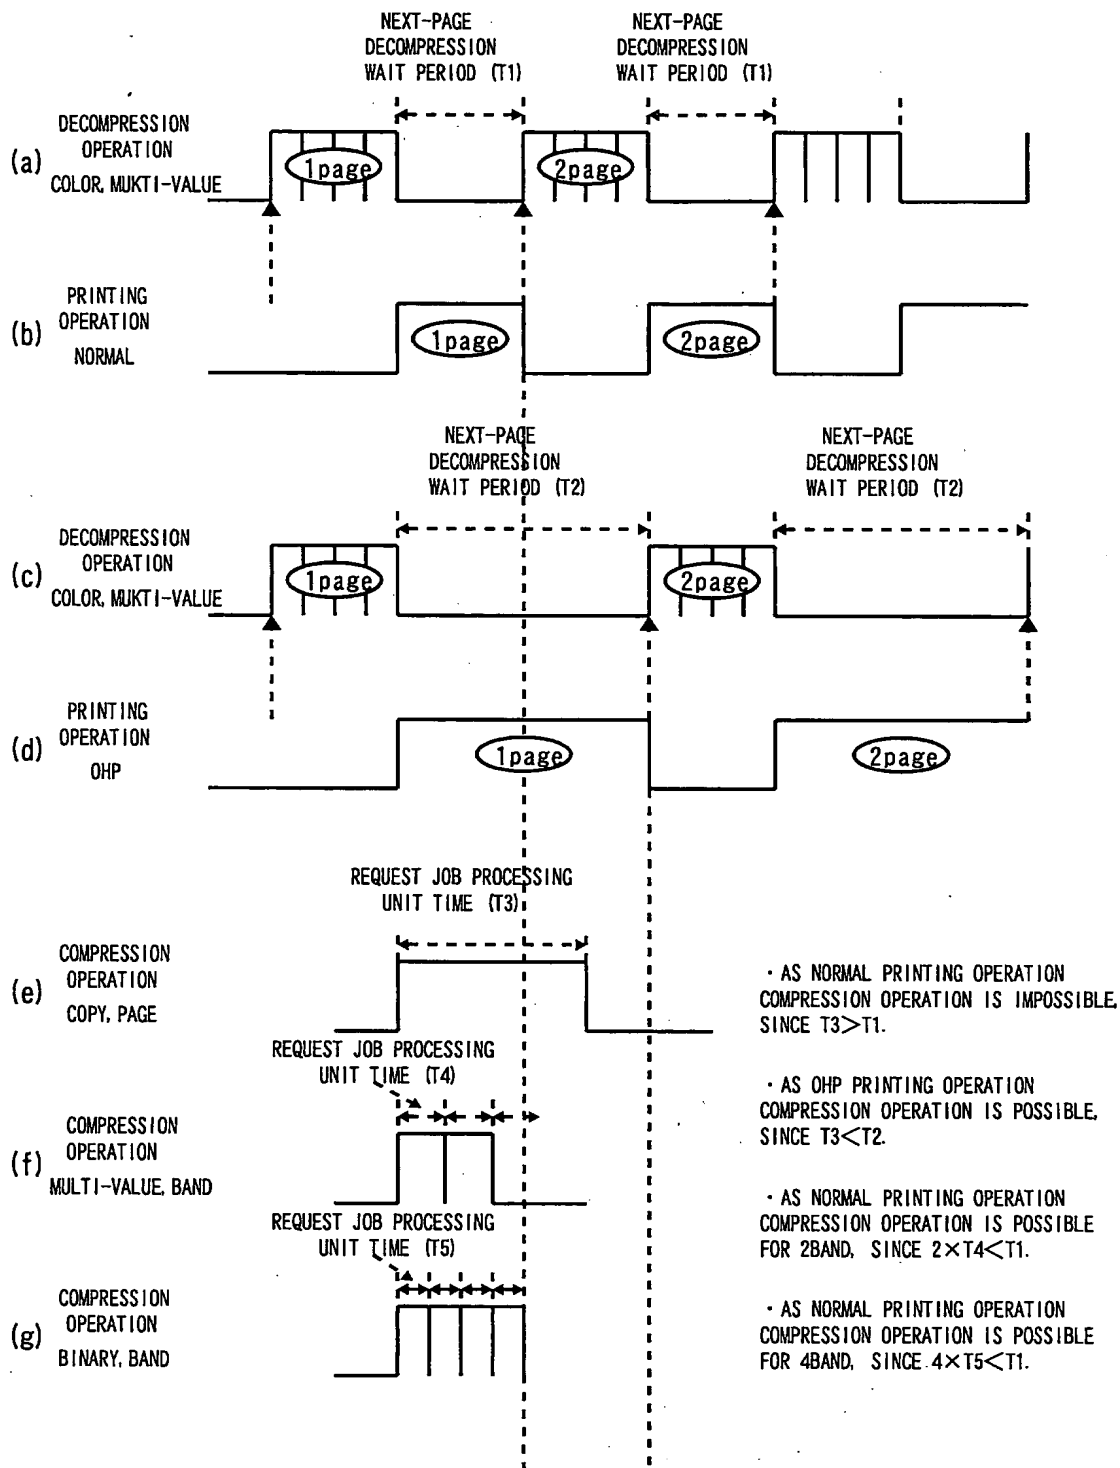 NEXT-PAGE
DECOMPRESSION
WAIT PERIOD (T1)
NEXT-PAGE
DECOMPRESSION
WAIT PERIOD (T1)
(a)
DECOMPRESSION
OPERATION
COLOR, MUKTI-VALUE
1page
2page
(b)
PRINTING
OPERATION
NORMAL
1page
2page
NEXT-PAGE
DECOMPRESSION
WAIT PERIOD (T2)
NEXT-PAGE
DECOMPRESSION
WAIT PERIOD (T2)
(c)
DECOMPRESSION
OPERATION
COLOR, MUKTI-VALUE
1page
2page
(d)
PRINTING
OPERATION
OHP
1page
2page
REQUEST JOB PROCESSING
UNIT TIME (T3)
(e)
COMPRESSION
OPERATION
COPY, PAGE
・AS NORMAL PRINTING OPERATION
COMPRESSION OPERATION IS IMPOSSIBLE,
SINCE T3>T1.
REQUEST JOB PROCESSING
UNIT TIME (T4)
・AS OHP PRINTING OPERATION
COMPRESSION OPERATION IS POSSIBLE,
SINCE T3<T2.
(f)
COMPRESSION
OPERATION
MULTI-VALUE, BAND
・AS NORMAL PRINTING OPERATION
COMPRESSION OPERATION IS POSSIBLE
FOR 2BAND, SINCE 2×T4<T1.
REQUEST JOB PROCESSING
UNIT TIME (T5)
(g)
COMPRESSION
OPERATION
BINARY, BAND
・AS NORMAL PRINTING OPERATION
COMPRESSION OPERATION IS POSSIBLE
FOR 4BAND, SINCE 4×T5<T1.